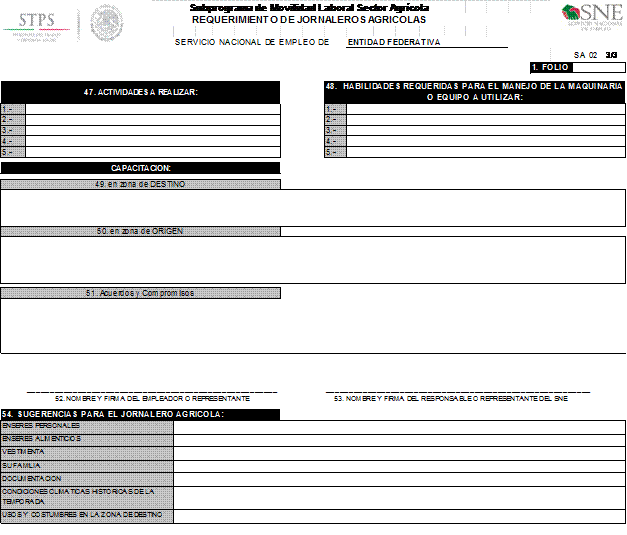 Subprograma de Movilidad Laboral Sector Agrícola
STPS
SNE
REQUERIMIENTO DE JORNALEROS AGRICOLAS
SERVICIO NACIONAL DE EMPLEO DE ENTIDAD FEDERATIVA
SA 02 3/3
1. FOLIO
47. ACTIVIDADES A REALIZAR:
48. HABILIDADES REQUERIDAS PARA EL MANEJO DE LA MAQUINARIA
O EQUIPO A UTILIZAR:
1.- 1.-
2.- 2.-
3.- 3.-
4.- 4.-
5.- 5.-
CAPACITACION:
49. en zona de DESTINO
50. en zona de ORIGEN
51. Acuerdos y Compromisos
52. NOMBRE Y FIRMA DEL EMPLEADOR O REPRESENTANTE
53. NOMBRE Y FIRMA DEL RESPONSABLE O REPRESENTANTE DEL SNE
54. SUGERENCIAS PARA EL JORNALERO AGRICOLA:
ENSERES PERSONALES
ENSERES ALIMENTICIOS
VESTIMENTA
SU FAMILIA
DOCUMENTACION
CONDICIONES CLIMATICAS HISTORICAS DE LA
TEMPORADA
USOS Y COSTUMBRES EN LA ZONA DE DESTINO